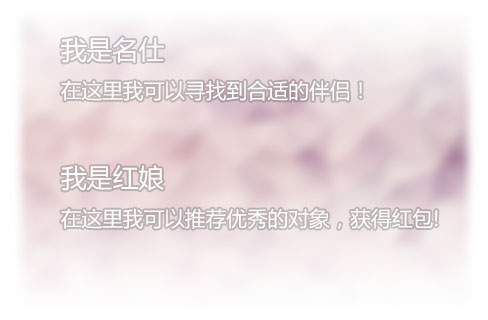 我是名仕
在这里我可以寻找到合适的伴侣！
我是红娘
在这里我可以推荐优秀的对象，获得红包!